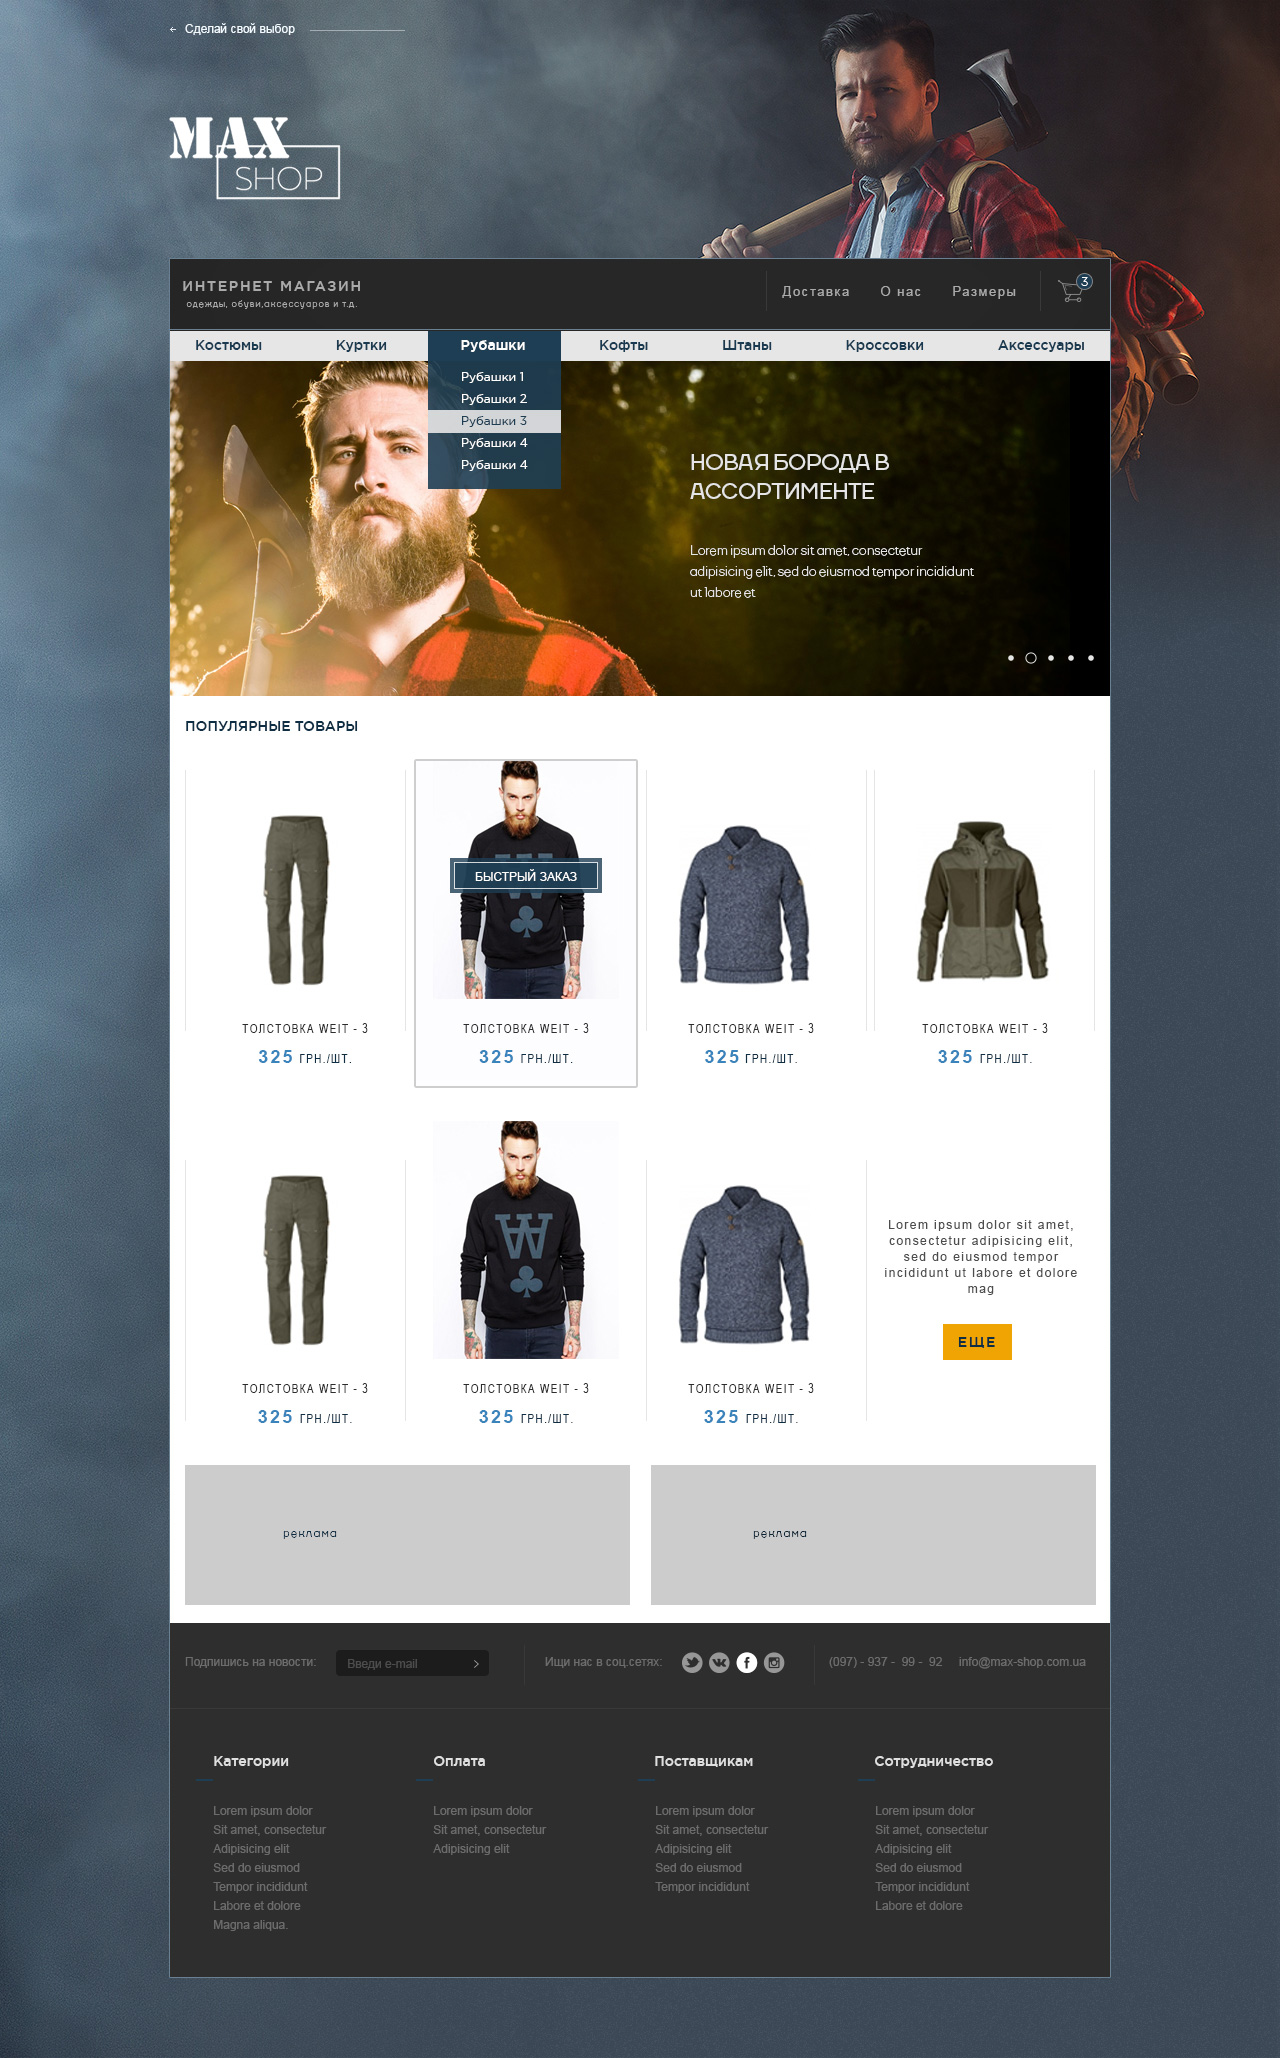 Сделай свой выбор
MAX
SHOP
ИНТЕРНЕТ МАГАЗИН
одежды, обуви,аксессуаров и т.д.
Доставка О нас Размеры 3
Костюмы Куртки Рубашки Кофты Штаны Кроссовки Аксессуары
Рубашки 1
Рубашки 2
Рубашки 3
Рубашки 4
Рубашки 4
НОВАЯ БОРОДА В
АССОРТИМЕНТЕ
Lorem ipsum dolor sit amet, consectetur
adipisicing elit, sed do eiusmod tempor incididunt
ut labore et
ПОПУЛЯРНЫЕ ТОВАРЫ
БЫСТРЫЙ ЗАКАЗ
ТОЛСТОВКА WEIT - 3 ТОЛСТОВКА WEIT - 3 ТОЛСТОВКА WEIT - 3 ТОЛСТОВКА WEIT - 3
325 ГРН./ШТ. 325 ГРН./ШТ. 325 ГРН./ШТ. 325 ГРН./ШТ.
Lorem ipsum dolor sit amet,
consectetur adipisicing elit,
sed do eiusmod tempor
incididunt ut labore et dolore
mag
ЕЩЕ
ТОЛСТОВКА WEIT - 3 ТОЛСТОВКА WEIT - 3 ТОЛСТОВКА WEIT - 3
325 ГРН./ШТ. 325 ГРН./ШТ. 325 ГРН./ШТ.
реклама реклама
Подпишись на новости: Введи e-mail Ищи нас в соц.сетях: (097) - 937 - 99 - 92 info@max-shop.com.ua
Категории
Lorem ipsum dolor
Sit amet, consectetur
Adipisicing elit
Sed do eiusmod
Tempor incididunt
Labore et dolore
Magna aliqua.
Оплата
Lorem ipsum dolor
Sit amet, consectetur
Adipisicing elit
Поставщикам
Lorem ipsum dolor
Sit amet, consectetur
Adipisicing elit
Sed do eiusmod
Tempor incididunt
Сотрудничество
Lorem ipsum dolor
Sit amet, consectetur
Adipisicing elit
Sed do eiusmod
Tempor incididunt
Labore et dolore